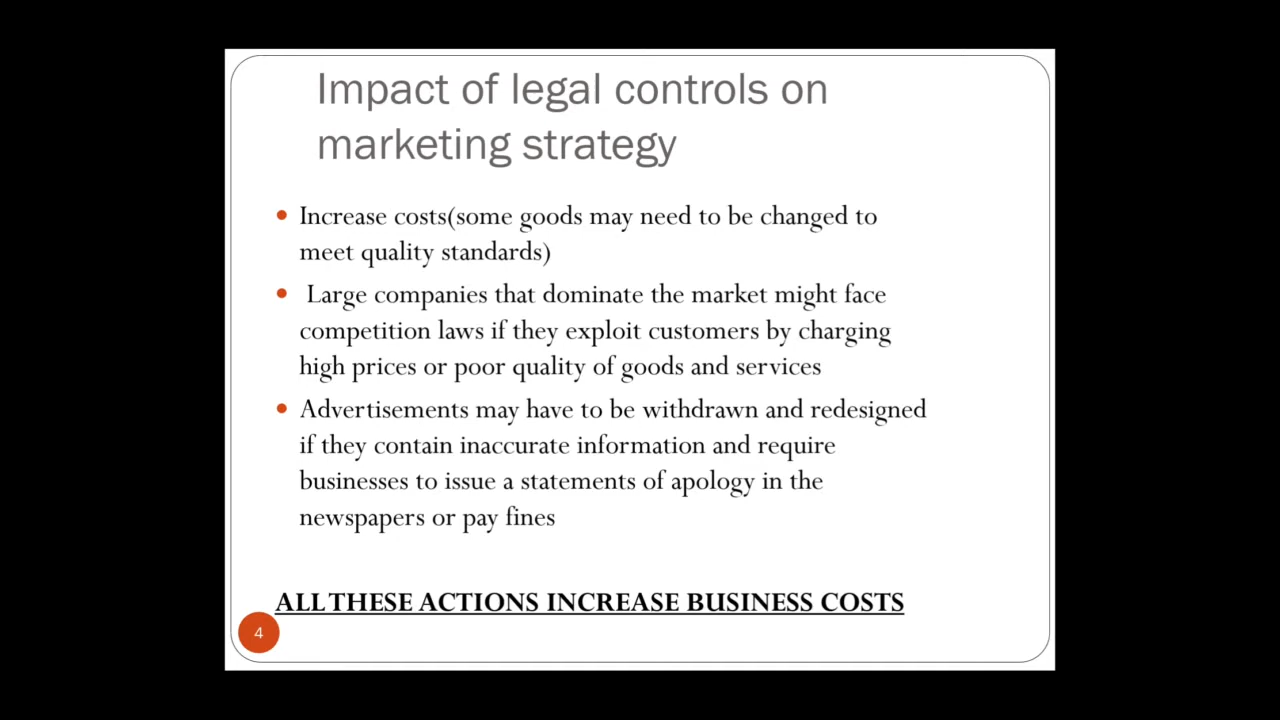 Impact of legal controls on
marketing strategy
Increase costs(some goods may need to be changed to
meet quality standards)
Large companies that dominate the market might face
competition laws if they exploit customers by charging
high prices or poor quality of goods and services
Advertisements may have to be withdrawn and redesigned
if they contain inaccurate information and require
businesses to issue a statements of apology in the
newspapers or pay fines
ALL THESE ACTIONS INCREASE BUSINESS COSTS
4